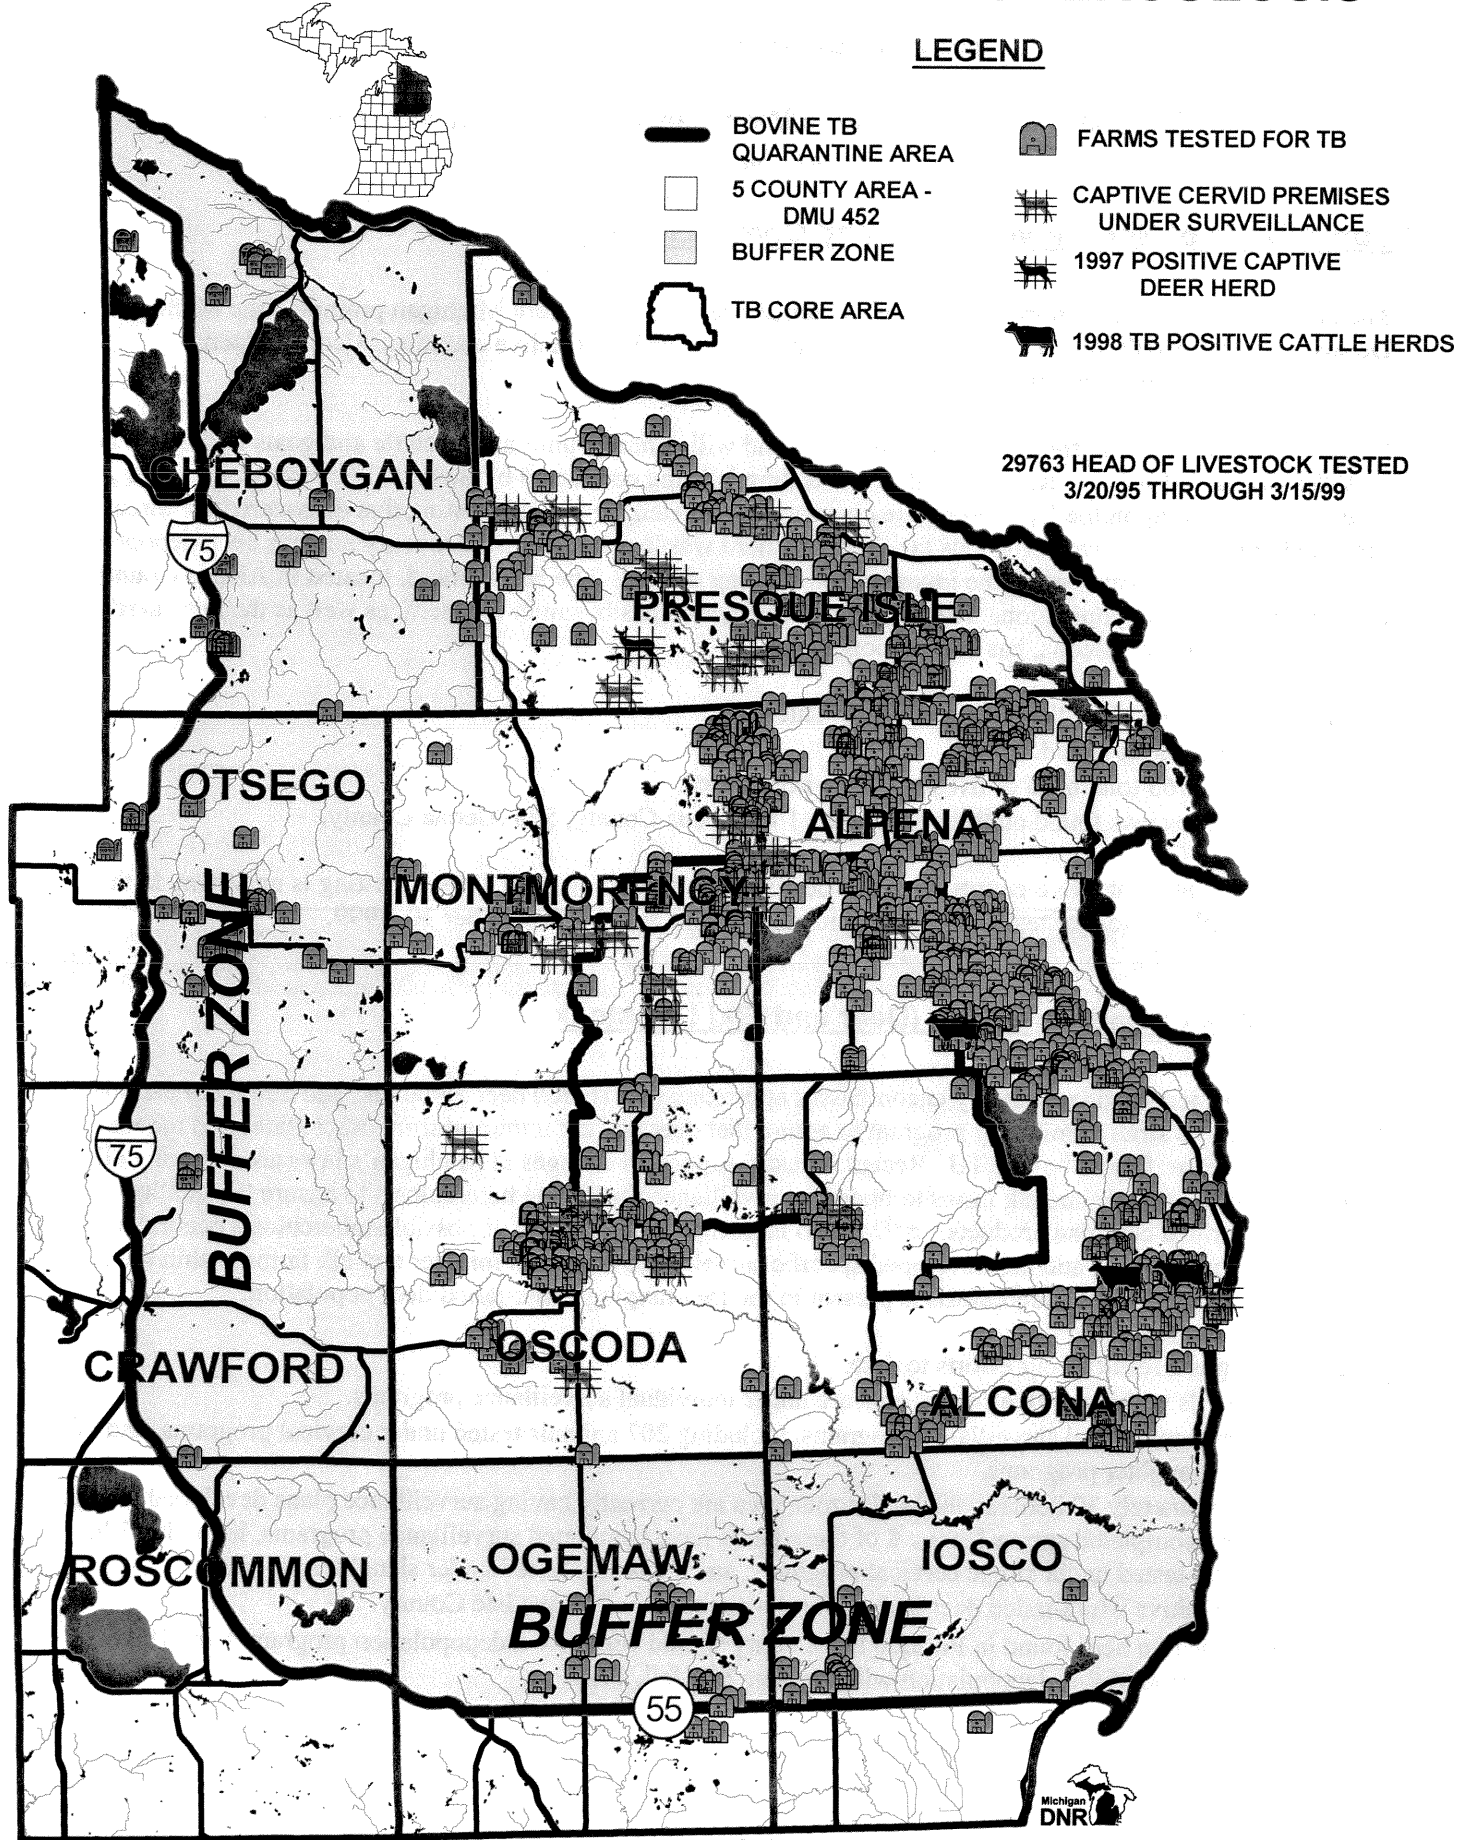 LEGEND
BOVINE TB
QUARANTINE AREA
5 COUNTY AREA -
DMU 452
BUFFER ZONE
TB CORE AREA
FARMS TESTED FOR TB
CAPTIVE CERVID PREMISES
UNDER SURVEILLANCE
1997 POSITIVE CAPTIVE
DEER HERD
1998 TB POSITIVE CATTLE HERDS
29763 HEAD OF LIVESTOCK TESTED
3/20/95 THROUGH 3/15/99
CHEBOYGAN
75
PRESQUE ISLE
OTSEGO
ALPENA
MONTMORENCY
BUFFER ZONE
75
OSCODA
CRAWFORD
ALCONA
OGEMAW
IOSCO
ROSCOMMON
BUFFER ZONE
55
Michigan
DNR